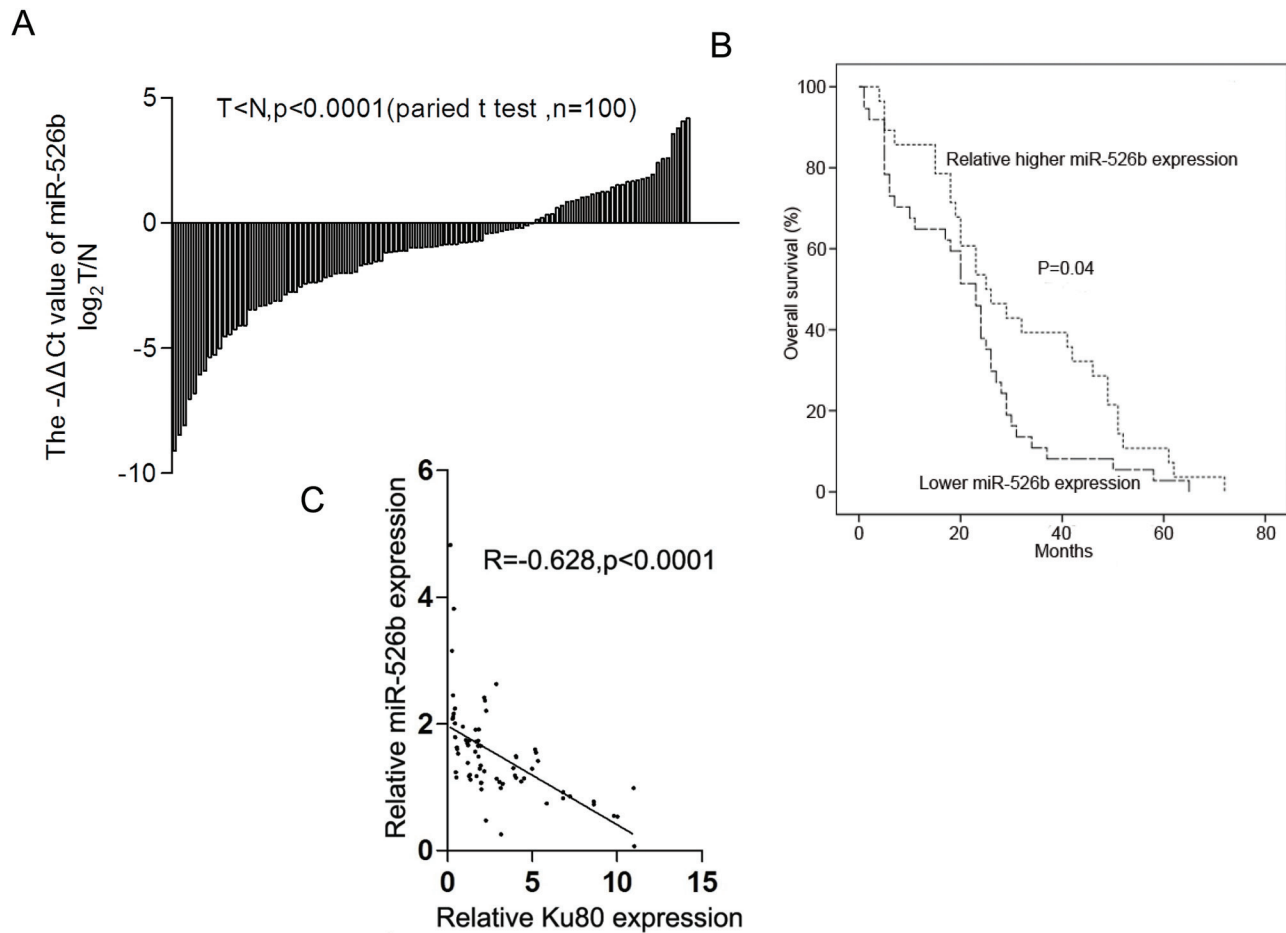 A
The -ΔΔCt value of miR-526b
log2 T/N
5
0
-5
-10
T<N,p<0.0001(paried t test ,n=100)
B
Overall survival (%)
100
80
60
40
20
0
Relative higher miR-526b expression
P=0.04
Lower miR-526b expression
0 20 40 60 80
Months
C
Relative miR-526b expression
6
4
2
0
R=-0.628,p<0.0001
0 5 10 15
Relative Ku80 expression